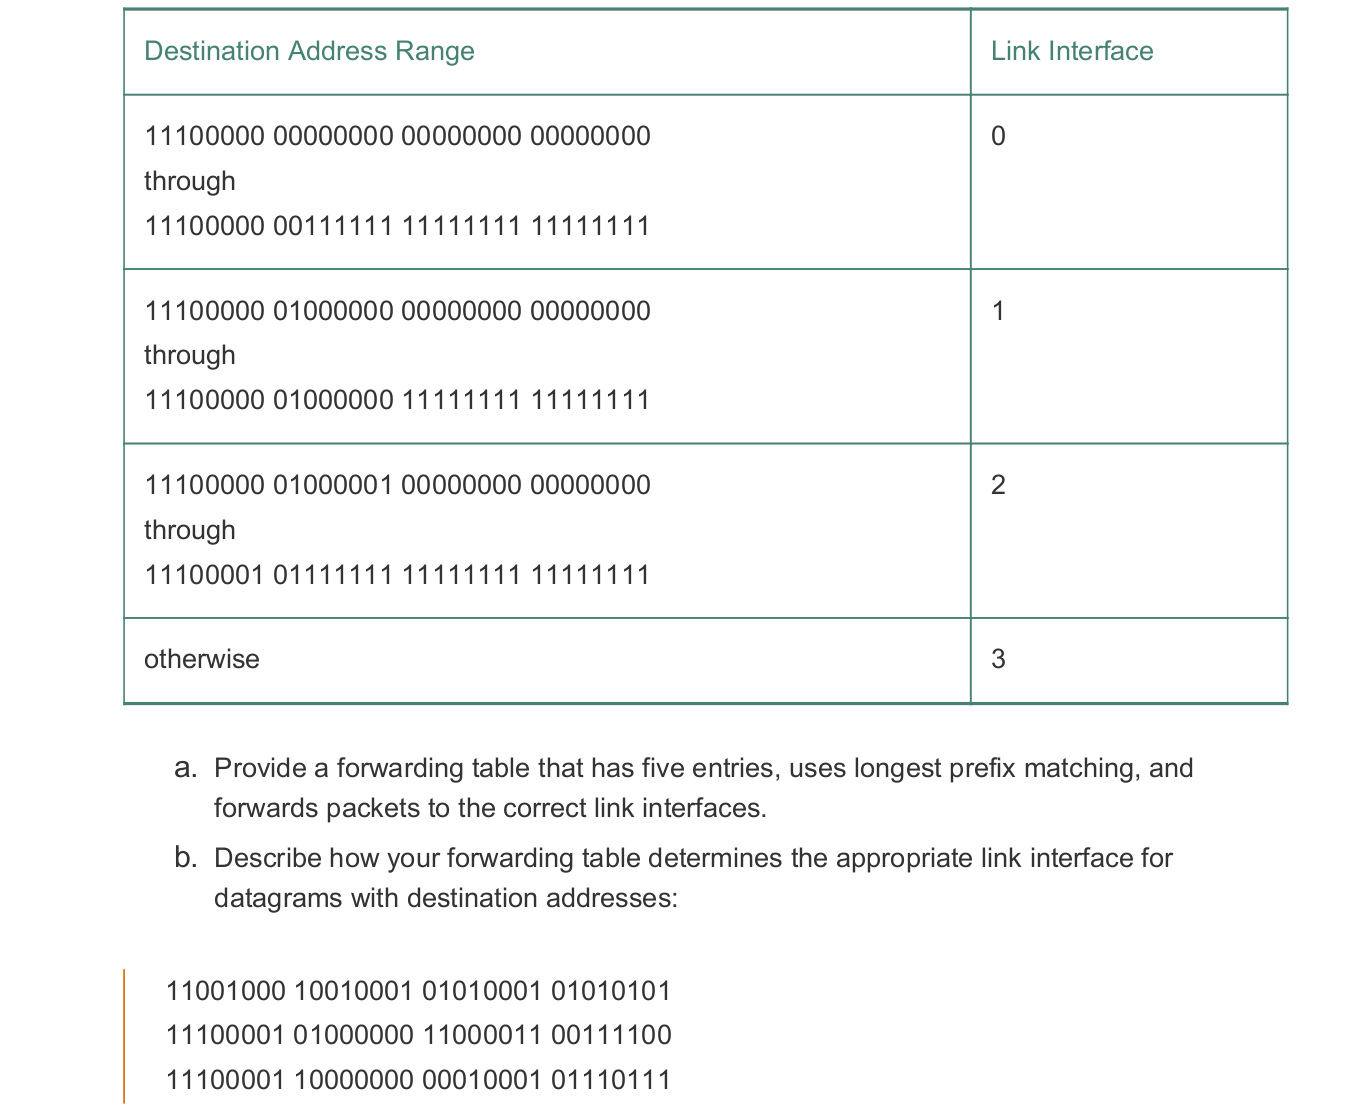 Destination Address Range Link Interface
11100000 00000000 00000000 00000000 0
through
11100000 00111111 11111111 11111111
11100000 01000000 00000000 00000000 1
through
11100000 01000000 11111111 11111111
11100000 01000001 00000000 00000000 2
through
11100001 01111111 11111111 11111111
otherwise 3
a. Provide a forwarding table that has five entries, uses longest prefix matching, and
forwards packets to the correct link interfaces.
b. Describe how your forwarding table determines the appropriate link interface for
datagrams with destination addresses:
11001000 10010001 01010001 01010101
11100001 01000000 11000011 00111100
11100001 10000000 00010001 01110111